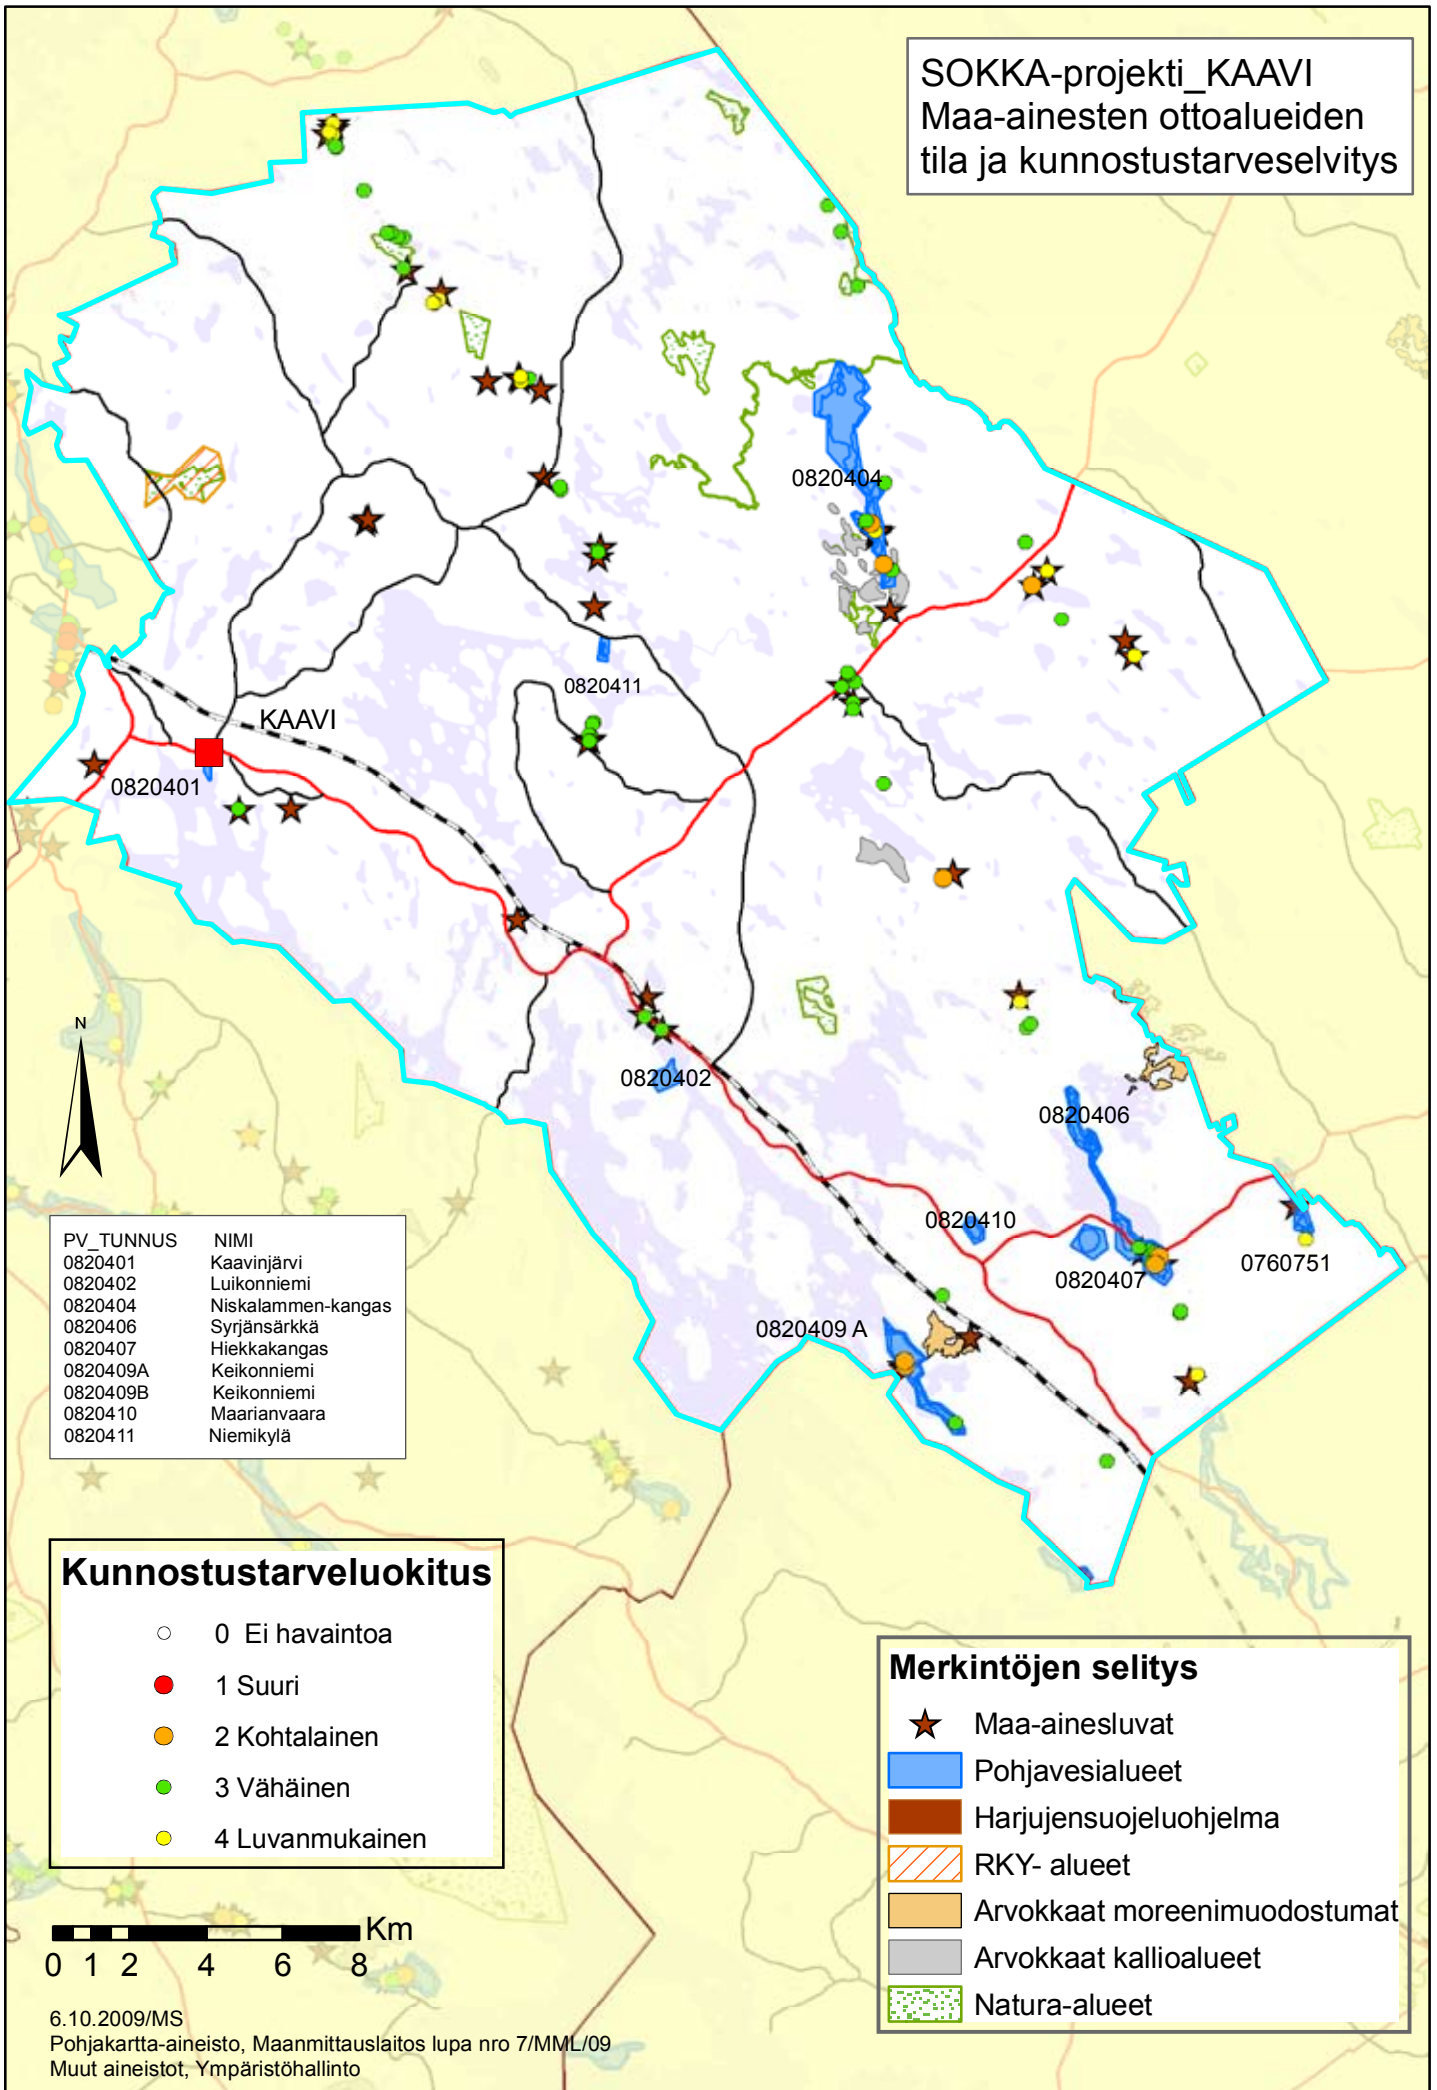 SOKKA-projekti_KAAVI
Maa-ainesten ottoalueiden
tila ja kunnostustarveselvitys
0820404
0820411
KAAVI
0820401
0820402
0820406
0820410
0820407
0760751
0820409 A
N
PV_TUNNUS NIMI
0820401 Kaavinjärvi
0820402 Luikonniemi
0820404 Niskalammen-kangas
0820406 Syrjänsärkkä
0820407 Hiekkakangas
0820409A Keikonniemi
0820409B Keikonniemi
0820410 Maarianvaara
0820411 Niemikylä
Kunnostustarveluokitus
0 Ei havaintoa
1 Suuri
2 Kohtalainen
3 Vähäinen
4 Luvanmukainen
Merkintöjen selitys
Maa-ainesluvat
Pohjavesialueet
Harjujensuojeluohjelma
RKY- alueet
Arvokkaat moreenimuodostumat
Arvokkaat kallioalueet
Natura-alueet
Km
0 1 2 4 6 8
6.10.2009/MS
Pohjakartta-aineisto, Maanmittauslaitos lupa nro 7/MML/09
Muut aineistot, Ympäristöhallinto